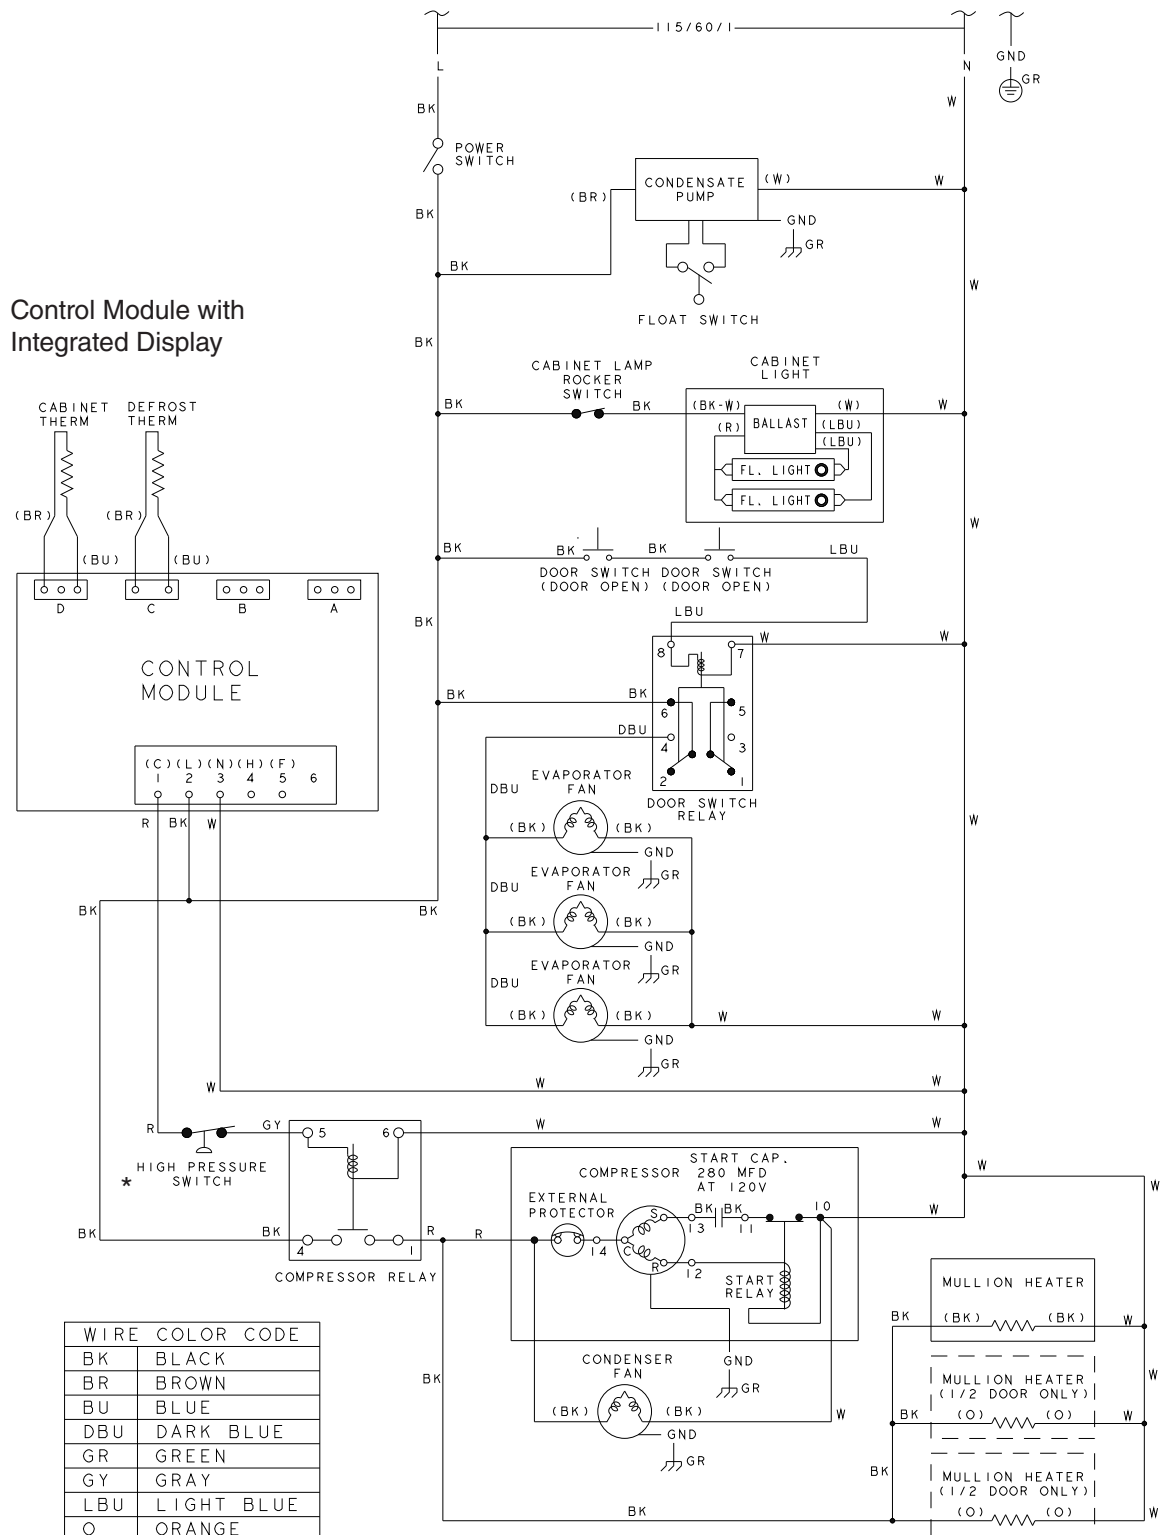 115/60/1
L
N
GND
GR
BK
W
POWER
SWITCH
CONDENSATE
PUMP
(W)
W
(BR)
GND
GR
BK
BK
W
FLOAT SWITCH
Control Module with
Integrated Display
BK
CABINET LAMP
ROCKER
SWITCH
CABINET
LIGHT
CABINET
THERM
DEFROST
THERM
BK
BK
(BK-W)
(W)
W
(R)
BALLAST
(LBU)
(LBU)
FL. LIGHT
FL. LIGHT
(BR)
(BR)
(BU)
(BU)
W
BK
BK
BK
LBU
DOOR SWITCH
(DOOR OPEN)
DOOR SWITCH
(DOOR OPEN)
D
C
B
A
BK
LBU
8
7
W
W
CONTROL
MODULE
BK
BK
6
5
DBU
4
3
2
1
DOOR SWITCH
RELAY
(C) (L) (N) (H) (F)
1 2 3 4 5 6
R
BK
W
EVAPORATOR
FAN
DBU
(BK)
(BK)
GND
GR
W
EVAPORATOR
FAN
DBU
(BK)
(BK)
GND
GR
BK
BK
EVAPORATOR
FAN
DBU
(BK)
(BK)
W
W
GND
GR
W
W
W
R
GY
5
6
W
W
HIGH PRESSURE
SWITCH
*
BK
BK
4
1
R
R
COMPRESSOR RELAY
START CAP.
280 MFD
AT 120V
COMPRESSOR
EXTERNAL
PROTECTOR
S
BK
BK
13
11
10
W
14
C
R
12
START
RELAY
GND
GR
W
W
CONDENSER
FAN
(BK)
(BK)
W
GND
GR
BK
MULLION HEATER
BK
(BK)
(BK)
W
W
MULLION HEATER
(1/2 DOOR ONLY)
BK
(O)
(O)
W
BK
MULLION HEATER
(1/2 DOOR ONLY)
BK
(O)
(O)
W
WIRE COLOR CODE
BK BLACK
BR BROWN
BU BLUE
DBU DARK BLUE
GR GREEN
GY GRAY
LBU LIGHT BLUE
O ORANGE